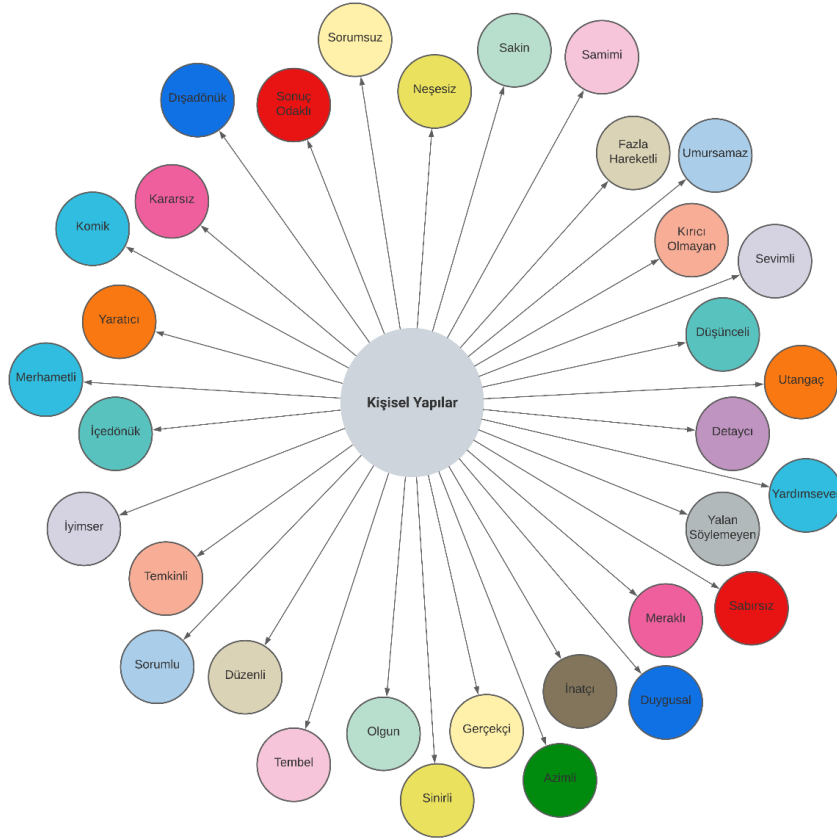 Sorumsuz
Sakin
Samimi
Neşesiz
Dışadönük
Sonuç
Odaklı
Fazla
Hareketli
Umursamaz
Kararsız
Komik
Kırıcı
Olmayan
Sevimli
Yaratıcı
Düşünceli
Merhametli
Utangaç
Kişisel Yapılar
İçedönük
Detaycı
Yardımseve
İyimser
Yalan
Söylemeyen
Temkinli
Sabırsız
Meraklı
Sorumlu
Düzenli
İnatçı
Duygusal
Olgun
Gerçekçi
Tembel
Azimli
Sinirli